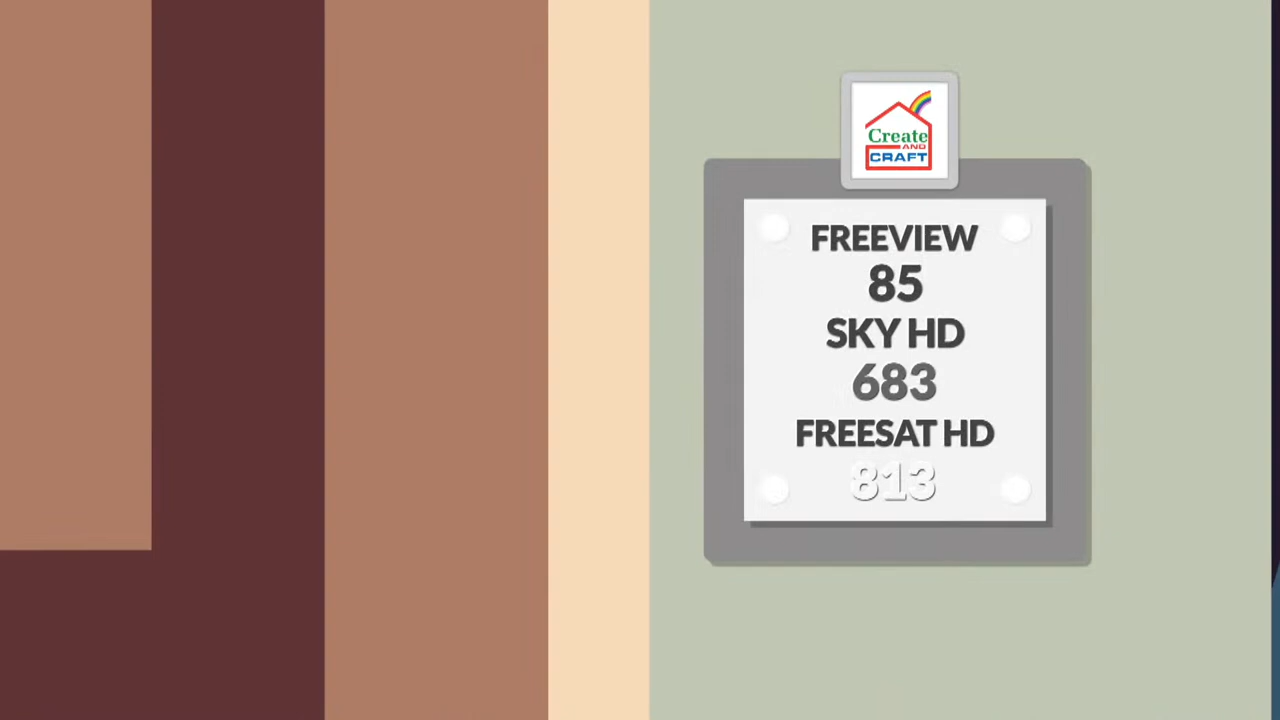 Create
AND
CRAFT
FREEVIEW
85
SKY HD
683
FREESAT HD
813